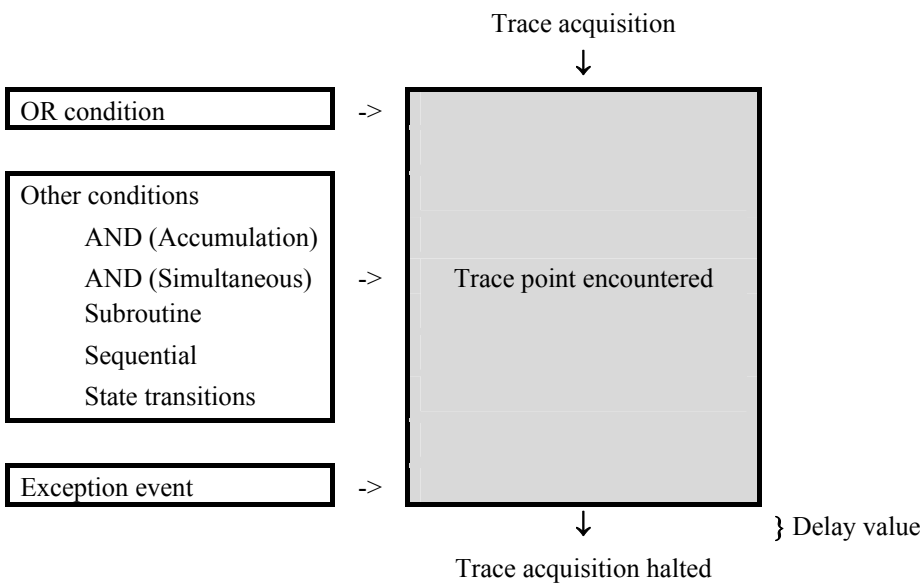 Trace acquisition
↓
OR condition ->
Other conditions
AND (Accumulation)
AND (Simultaneous) -> Trace point encountered
Subroutine
Sequential
State transitions
Exception event ->
↓ } Delay value
Trace acquisition halted